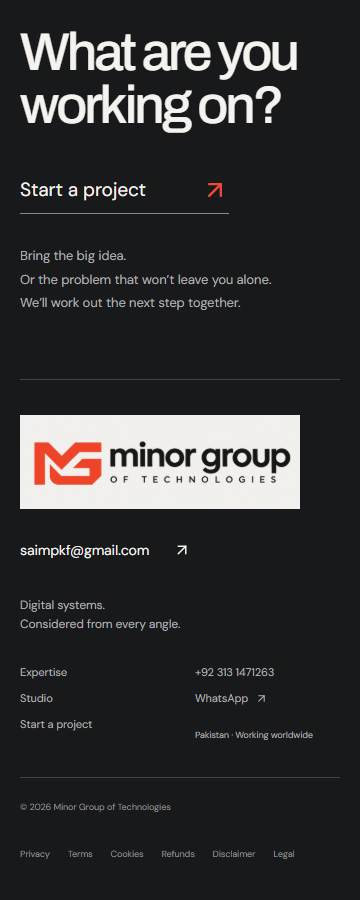 What are you
working on?
Start a project
Bring the big idea.
Or the problem that won’t leave you alone.
We’ll work out the next step together.
minor group
OF TECHNOLOGIES
saimpkf@gmail.com
Digital systems.
Considered from every angle.
Expertise
Studio
Start a project
+92 313 1471263
WhatsApp
Pakistan · Working worldwide
© 2026 Minor Group of Technologies
Privacy Terms Cookies Refunds Disclaimer Legal